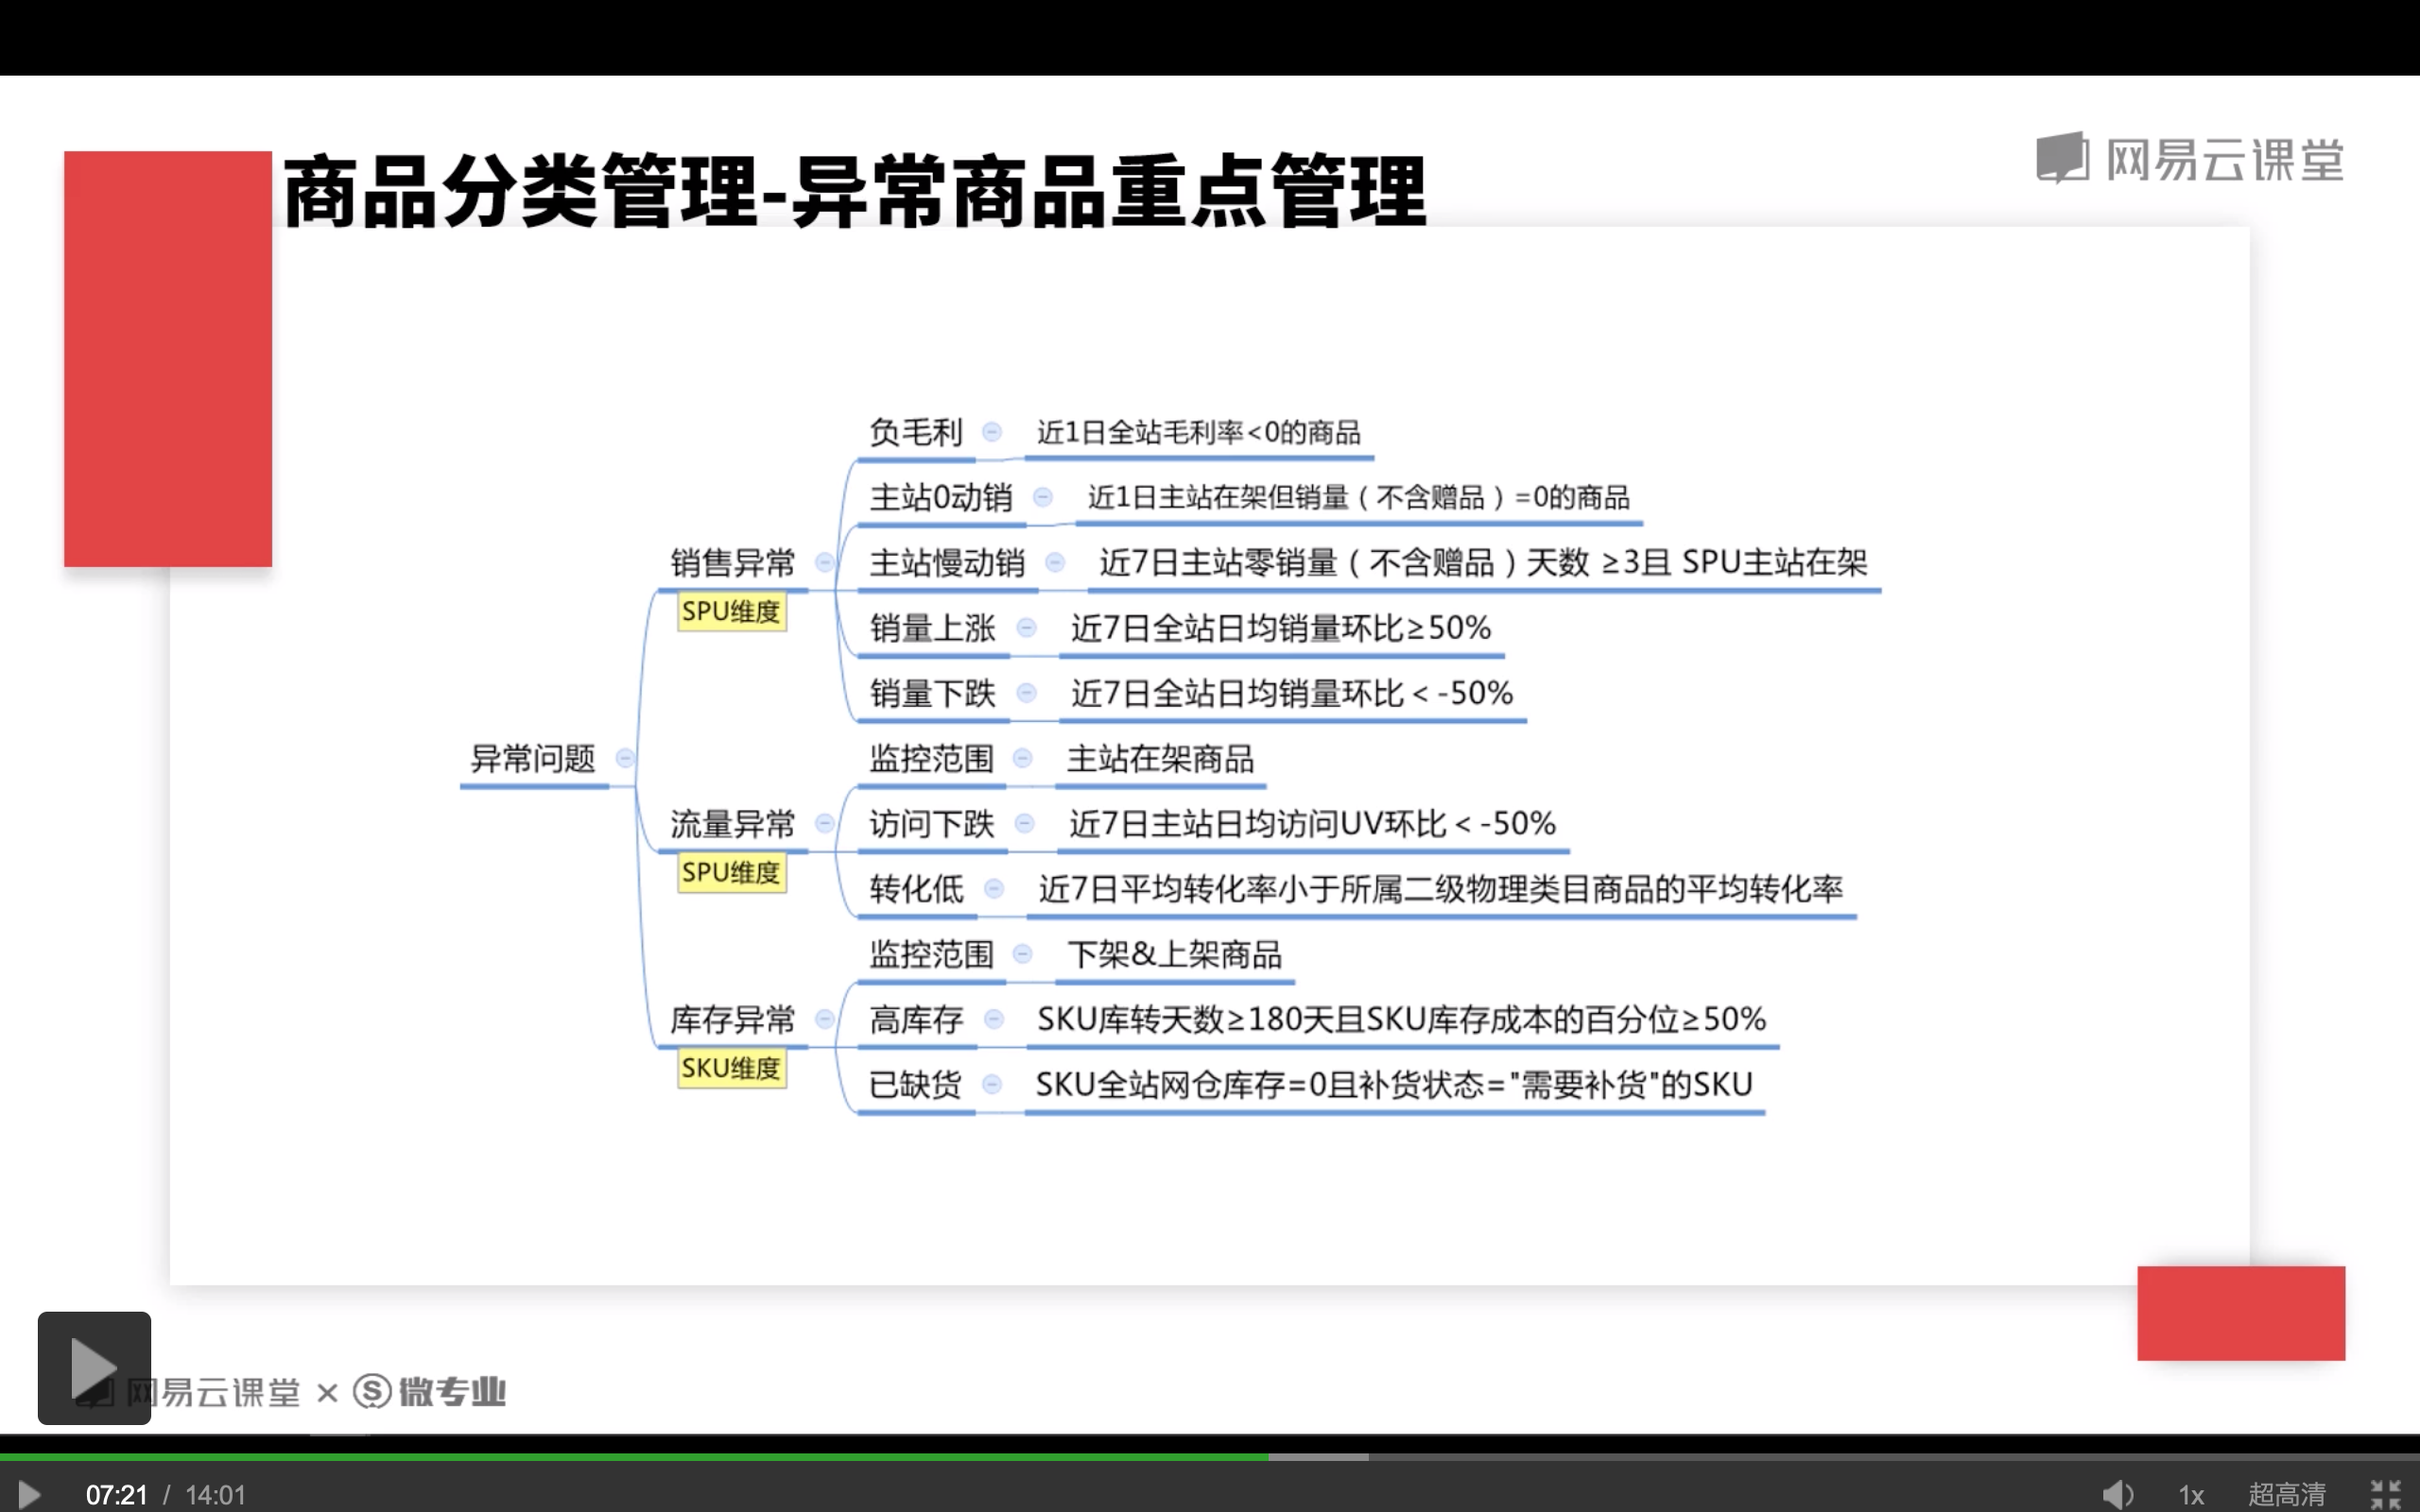 商品分类管理-异常商品重点管理
网易云课堂
负毛利 近1日全站毛利率<0的商品
主站0动销 近1日主站在架但销量（不含赠品）=0的商品
销售异常 主站慢动销 近7日主站零销量（不含赠品）天数 ≥3且 SPU主站在架
SPU维度
销量上涨 近7日全站日均销量环比≥50%
销量下跌 近7日全站日均销量环比 < -50%
异常问题 监控范围 主站在架商品
流量异常 访问下跌 近7日主站日均访问UV环比 < -50%
SPU维度
转化低 近7日平均转化率小于所属二级物理类目商品的平均转化率
监控范围 下架&上架商品
库存异常 高库存 SKU库转天数≥180天且SKU库存成本的百分位≥50%
SKU维度
已缺货 SKU全站网仓库存=0且补货状态="需要补货"的SKU
网易云课堂 × 微专业
07:21 / 14:01 1x 超高清